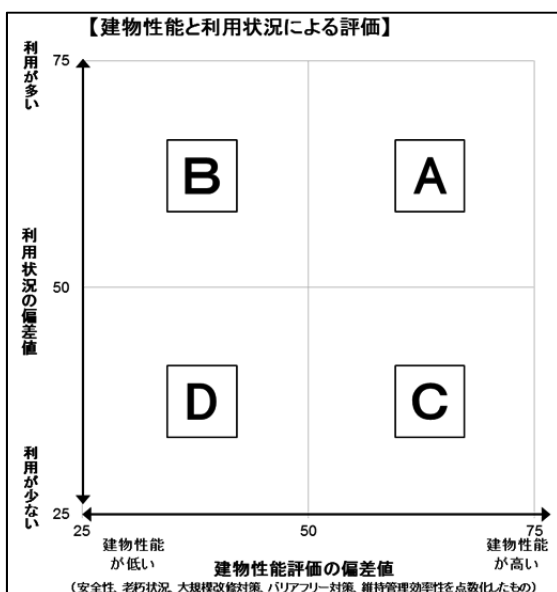 【建物性能と利用状況による評価】
利用が多い
75
B
A
利用状況の偏差値
50
D
C
利用が少ない
25
25
50
75
建物性能
が低い
建物性能評価の偏差値
建物性能
が高い
(安全性、老朽状況、大規模改修対策、バリアフリー対策、維持管理効率性を点数化したもの)